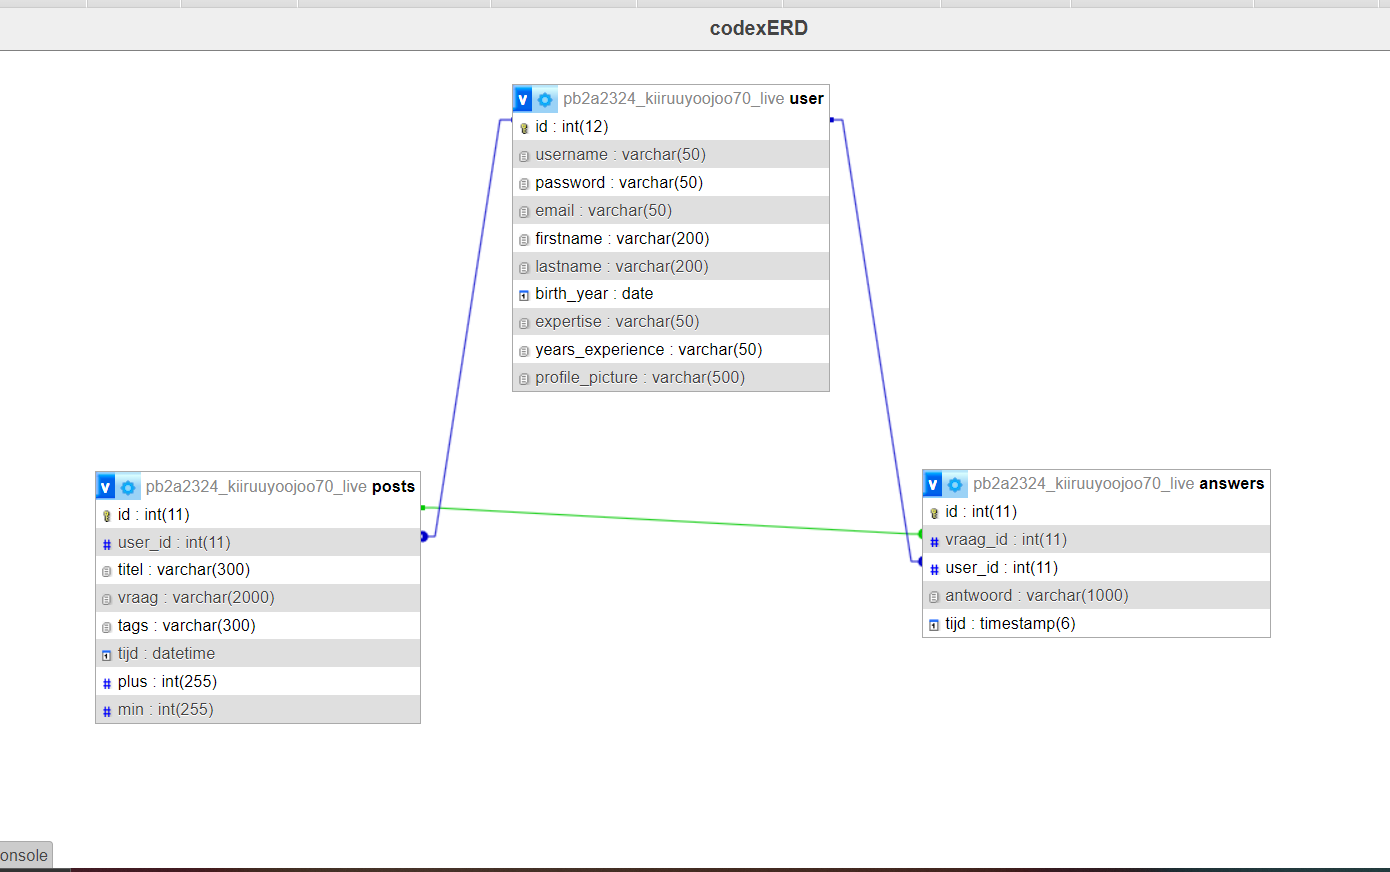 codexERD
v pb2a2324_kiiruuyoojoo70_live user
id : int(12)
username : varchar(50)
password : varchar(50)
email : varchar(50)
firstname : varchar(200)
lastname : varchar(200)
birth_year : date
expertise : varchar(50)
years_experience : varchar(50)
profile_picture : varchar(500)
v pb2a2324_kiiruuyoojoo70_live posts
id : int(11)
# user_id : int(11)
titel : varchar(300)
vraag : varchar(2000)
tags : varchar(300)
tijd : datetime
# plus : int(255)
# min : int(255)
v pb2a2324_kiiruuyoojoo70_live answers
id : int(11)
# vraag_id : int(11)
# user_id : int(11)
antwoord : varchar(1000)
tijd : timestamp(6)
onsole